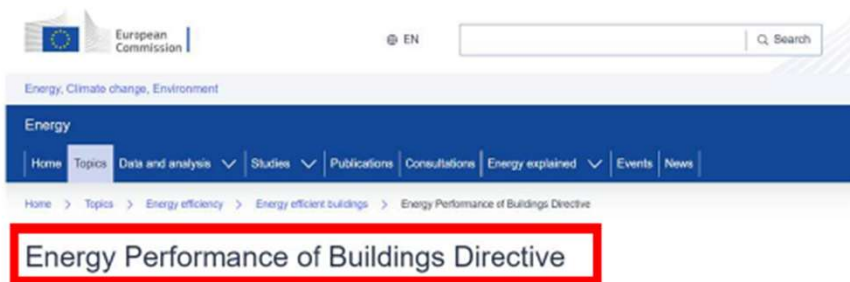 European
Commission
EN
Search
Energy, Climate change, Environment
Energy
Home Topics Data and analysis Studies Publications Consultations Energy explained Events News
Home > Topics > Energy efficiency > Energy efficient buildings > Energy Performance of Buildings Directive
Energy Performance of Buildings Directive